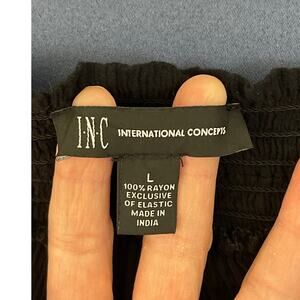 I.N.C INTERNATIONAL CONCEPTS
L
100% RAYON
EXCLUSIVE
OF ELASTIC
MADE IN
INDIA